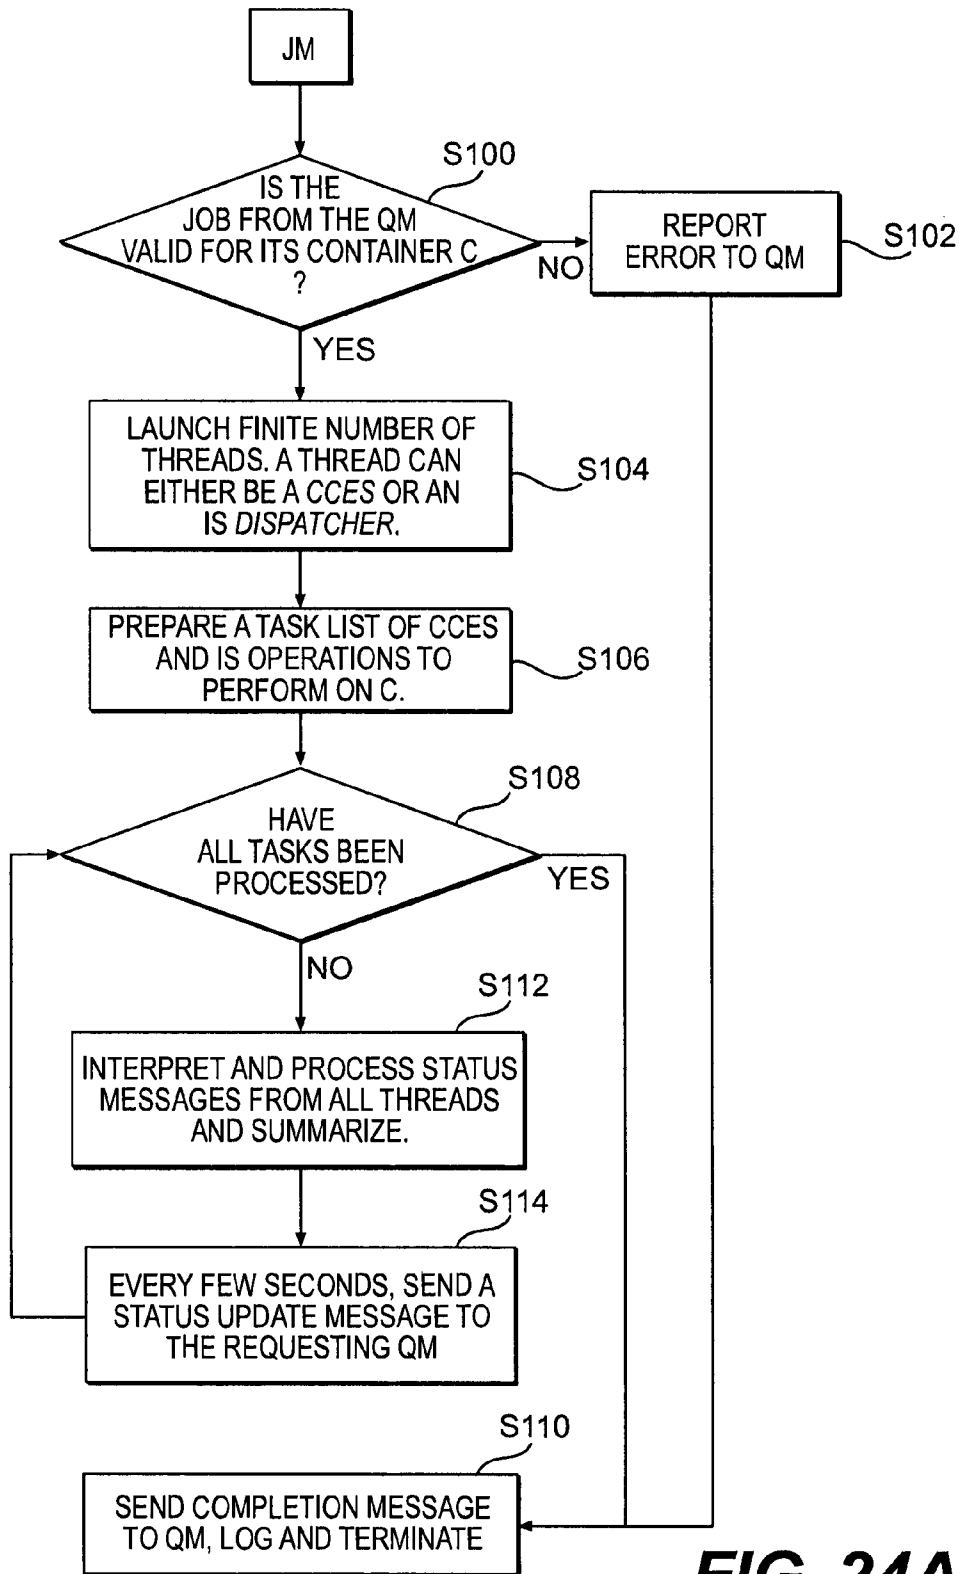 JM
S100
IS THE
JOB FROM THE QM
VALID FOR ITS CONTAINER C
?
NO
REPORT
ERROR TO QM
S102
YES
LAUNCH FINITE NUMBER OF
THREADS. A THREAD CAN
EITHER BE A CCES OR AN
IS DISPATCHER.
S104
PREPARE A TASK LIST OF CCES
AND IS OPERATIONS TO
PERFORM ON C.
S106
S108
HAVE
ALL TASKS BEEN
PROCESSED?
YES
NO
S112
INTERPRET AND PROCESS STATUS
MESSAGES FROM ALL THREADS
AND SUMMARIZE.
S114
EVERY FEW SECONDS, SEND A
STATUS UPDATE MESSAGE TO
THE REQUESTING QM
S110
SEND COMPLETION MESSAGE
TO QM, LOG AND TERMINATE
FIG. 24A